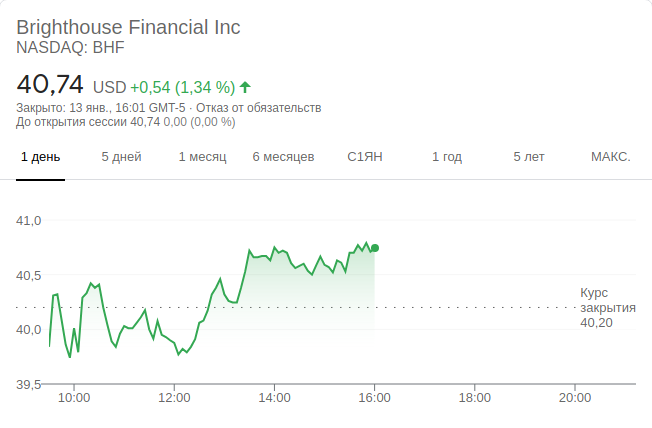 Brighthouse Financial Inc
NASDAQ: BHF
40,74 USD +0,54 (1,34 %)
Закрыто: 13 янв., 16:01 GMT-5 · Отказ от обязательств
До открытия сессии 40,74 0,00 (0,00 %)
1 день 5 дней 1 месяц 6 месяцев С1ЯН 1 год 5 лет МАКС.
41,0
40,5
Курс
закрытия
40,20
40,0
39,5
10:00 12:00 14:00 16:00 18:00 20:00